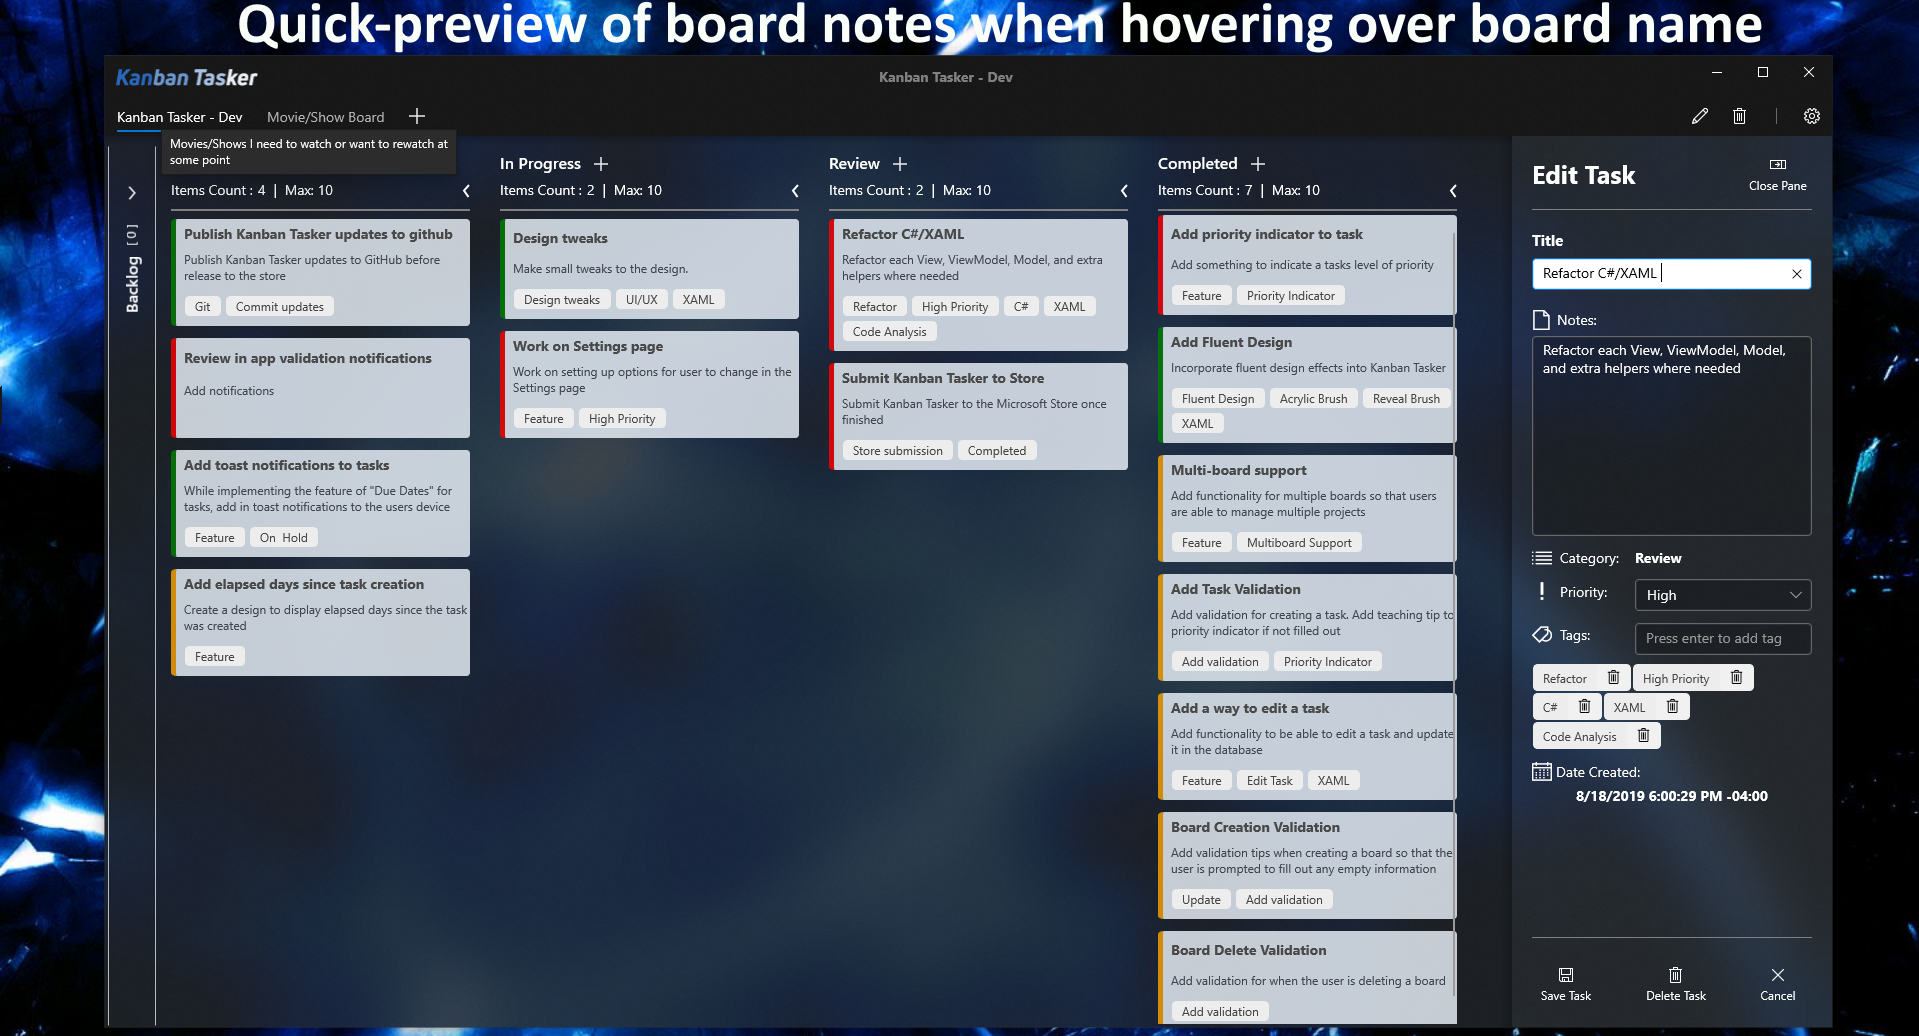 Quick-preview of board notes when hovering over board name
Kanban Tasker
Kanban Tasker - Dev
Kanban Tasker - Dev
Movie/Show Board
Movies/Shows I need to watch or want to rewatch at
some point
Backlog [0]
Items Count : 4 | Max: 10
Publish Kanban Tasker updates to github
Publish Kanban Tasker updates to GitHub before
release to the store
Git
Commit updates
Review in app validation notifications
Add notifications
Add toast notifications to tasks
While implementing the feature of "Due Dates" for
tasks, add in toast notifications to the users device
Feature
On Hold
Add elapsed days since task creation
Create a design to display elapsed days since the task
was created
Feature
In Progress
Items Count : 2 | Max: 10
Design tweaks
Make small tweaks to the design.
Design tweaks
UI/UX
XAML
Work on Settings page
Work on setting up options for user to change in the
Settings page
Feature
High Priority
Review
Items Count : 2 | Max: 10
Refactor C#/XAML
Refactor each View, ViewModel, Model, and extra
helpers where needed
Refactor
High Priority
C#
XAML
Code Analysis
Submit Kanban Tasker to Store
Submit Kanban Tasker to the Microsoft Store once
finished
Store submission
Completed
Completed
Items Count : 7 | Max: 10
Add priority indicator to task
Add something to indicate a tasks level of priority
Feature
Priority Indicator
Add Fluent Design
Incorporate fluent design effects into Kanban Tasker
Fluent Design
Acrylic Brush
Reveal Brush
XAML
Multi-board support
Add functionality for multiple boards so that users
are able to manage multiple projects
Feature
Multiboard Support
Add Task Validation
Add validation for creating a task. Add teaching tip to
priority indicator if not filled out
Add validation
Priority Indicator
Add a way to edit a task
Add functionality to be able to edit a task and update
it in the database
Feature
Edit Task
XAML
Board Creation Validation
Add validation tips when creating a board so that the
user is prompted to fill out any empty information
Update
Add validation
Board Delete Validation
Add validation for when the user is deleting a board
Add validation
Edit Task
Close Pane
Title
Refactor C#/XAML
Notes:
Refactor each View, ViewModel, Model,
and extra helpers where needed
Category: Review
Priority: High
Tags: Press enter to add tag
Refactor
High Priority
C#
XAML
Code Analysis
Date Created:
8/18/2019 6:00:29 PM -04:00
Save Task
Delete Task
Cancel